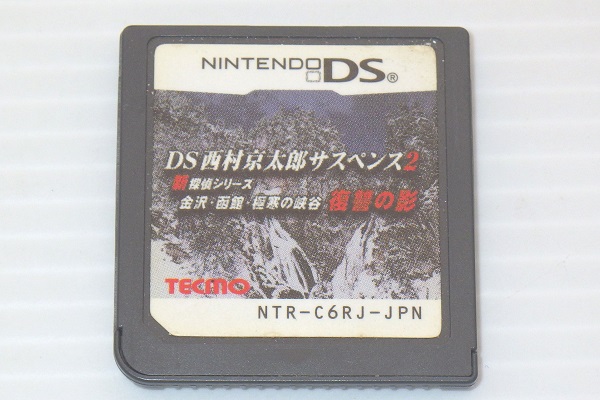 NINTENDO DS®
DS西村京太郎サスペンス2
新探偵シリーズ
金沢・函館・極寒の峡谷 復讐の影
TECMO
NTR-C6RJ-JPN